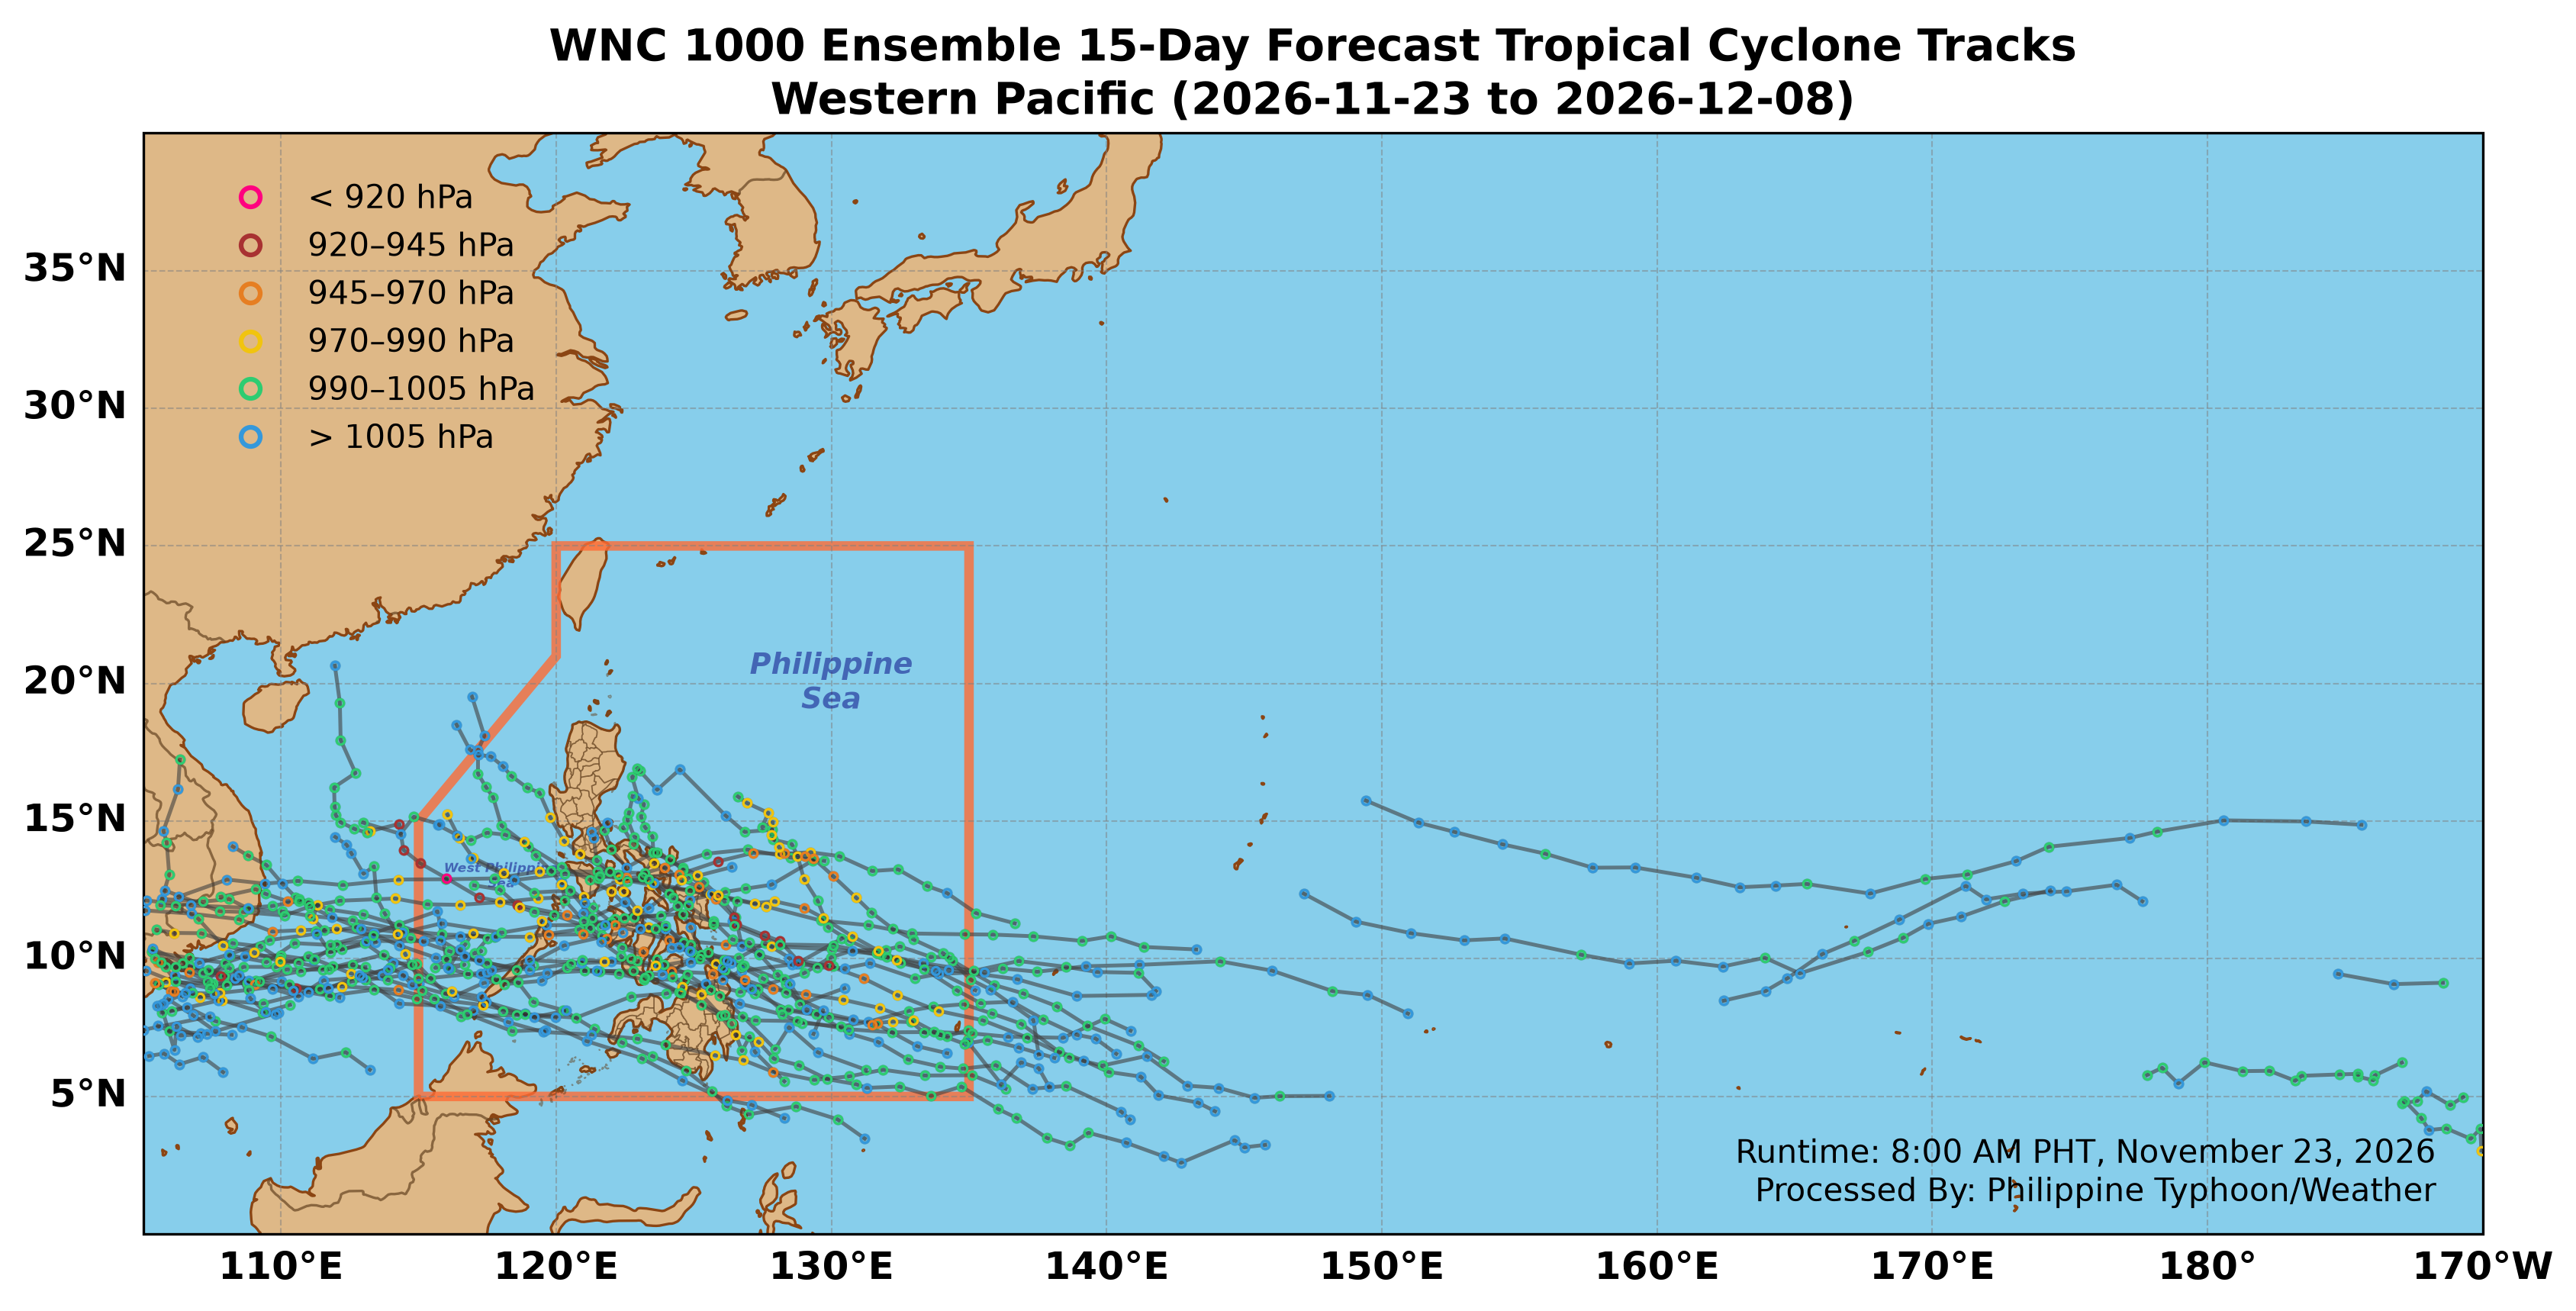 WNC 1000 Ensemble 15-Day Forecast Tropical Cyclone Tracks
Western Pacific (2026-11-23 to 2026-12-08)
< 920 hPa
920–945 hPa
945–970 hPa
970–990 hPa
990–1005 hPa
> 1005 hPa
35°N
30°N
25°N
20°N
15°N
10°N
5°N
Philippine
Sea
West Philippine
Sea
Runtime: 8:00 AM PHT, November 23, 2026
Processed By: Philippine Typhoon/Weather
110°E
120°E
130°E
140°E
150°E
160°E
170°E
180°
170°W